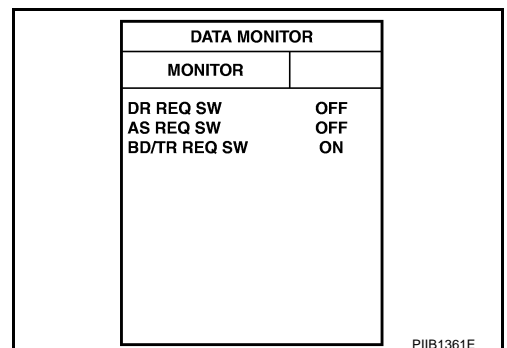 DATA MONITOR
MONITOR
DR REQ SW OFF
AS REQ SW OFF
BD/TR REQ SW ON
PIIB1361E